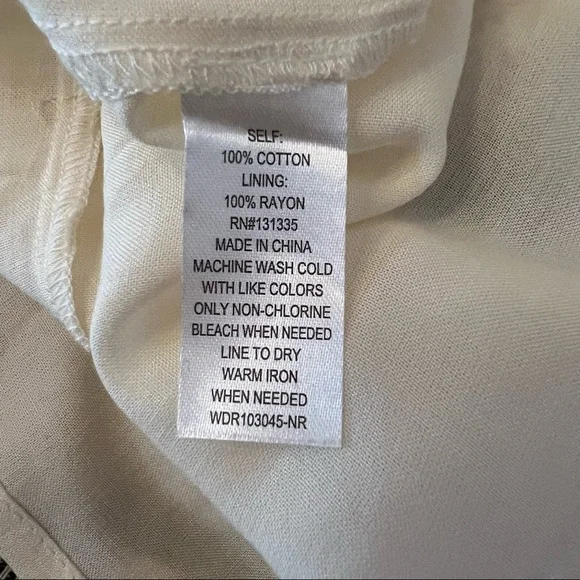 SELF:
100% COTTON
LINING:
100% RAYON
RN#131335
MADE IN CHINA
MACHINE WASH COLD
WITH LIKE COLORS
ONLY NON-CHLORINE
BLEACH WHEN NEEDED
LINE TO DRY
WARM IRON
WHEN NEEDED
WDR103045-NR